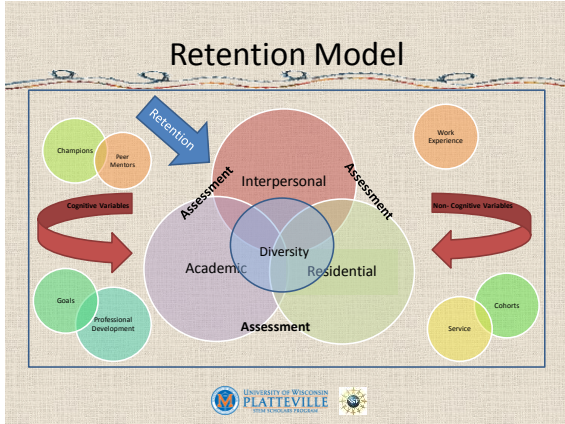 Retention Model
Retention
Champions
Peer
Mentors
Work
Experience
Interpersonal
Assessment
Assessment
Cognitive Variables
Non- Cognitive Variables
Diversity
Academic
Residential
Goals
Professional
Development
Cohorts
Service
Assessment
UNIVERSITY OF WISCONSIN
PLATTEVILLE
STEM SCHOLARS PROGRAM
M
NSF